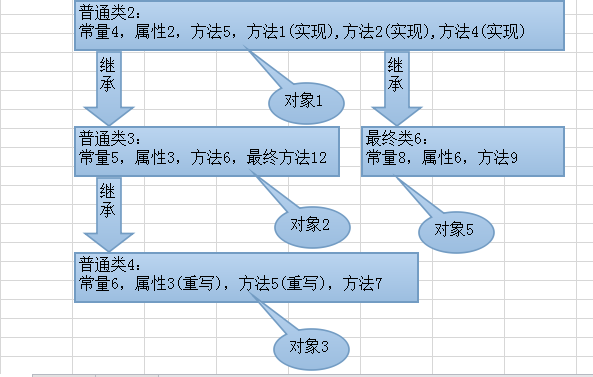 普通类2：
常量4，属性2，方法5，方法1(实现),方法2(实现),方法4(实现)
继承
继承
对象1
普通类3：
常量5，属性3，方法6，最终方法12
最终类6：
常量8，属性6，方法9
继承
对象2
对象5
普通类4：
常量6，属性3(重写)，方法5(重写)，方法7
对象3